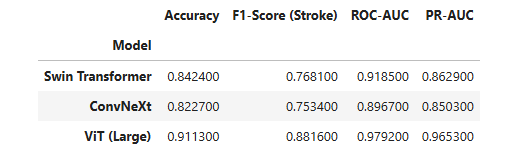 Accuracy F1-Score (Stroke) ROC-AUC PR-AUC
Model
Swin Transformer 0.842400 0.768100 0.918500 0.862900
ConvNeXt 0.822700 0.753400 0.896700 0.850300
ViT (Large) 0.911300 0.881600 0.979200 0.965300